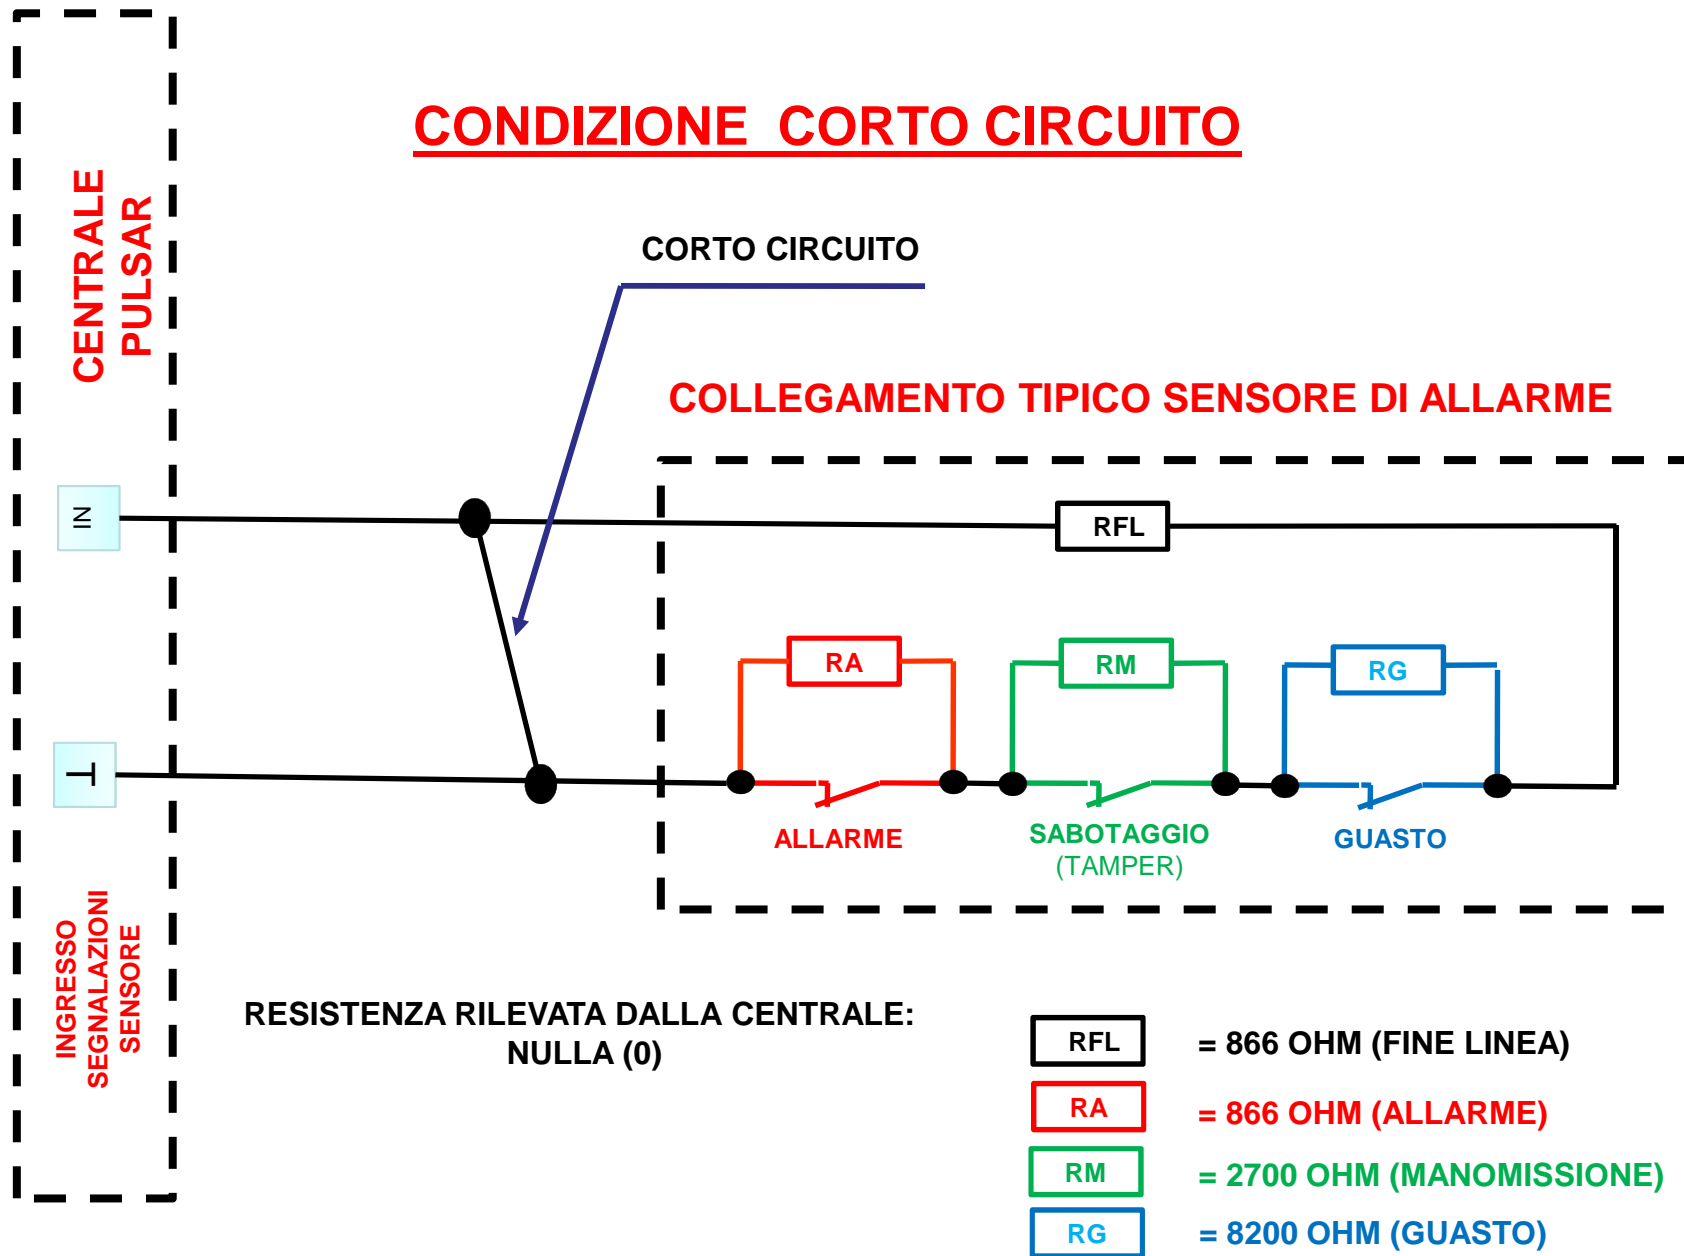 CONDIZIONE  CORTO CIRCUITO
CENTRALE
PULSAR
CORTO CIRCUITO
COLLEGAMENTO TIPICO SENSORE DI ALLARME
IN
RFL
RA
RM
RG
ALLARME
SABOTAGGIO
(TAMPER)
GUASTO
INGRESSO
SEGNALAZIONI
SENSORE
RESISTENZA RILEVATA DALLA CENTRALE:
NULLA (0)
RFL = 866 OHM (FINE LINEA)
RA = 866 OHM (ALLARME)
RM = 2700 OHM (MANOMISSIONE)
RG = 8200 OHM (GUASTO)